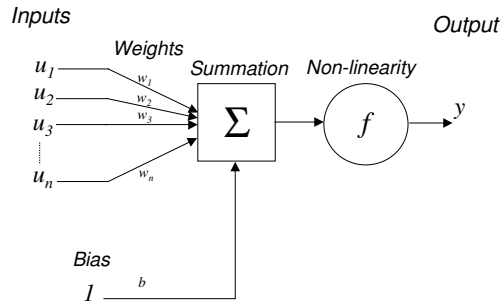 Inputs
Output
Weights
Summation
Non-linearity
u1
w1
u2
w2
u3
w3
Σ
f
y
un
wn
Bias
1
b